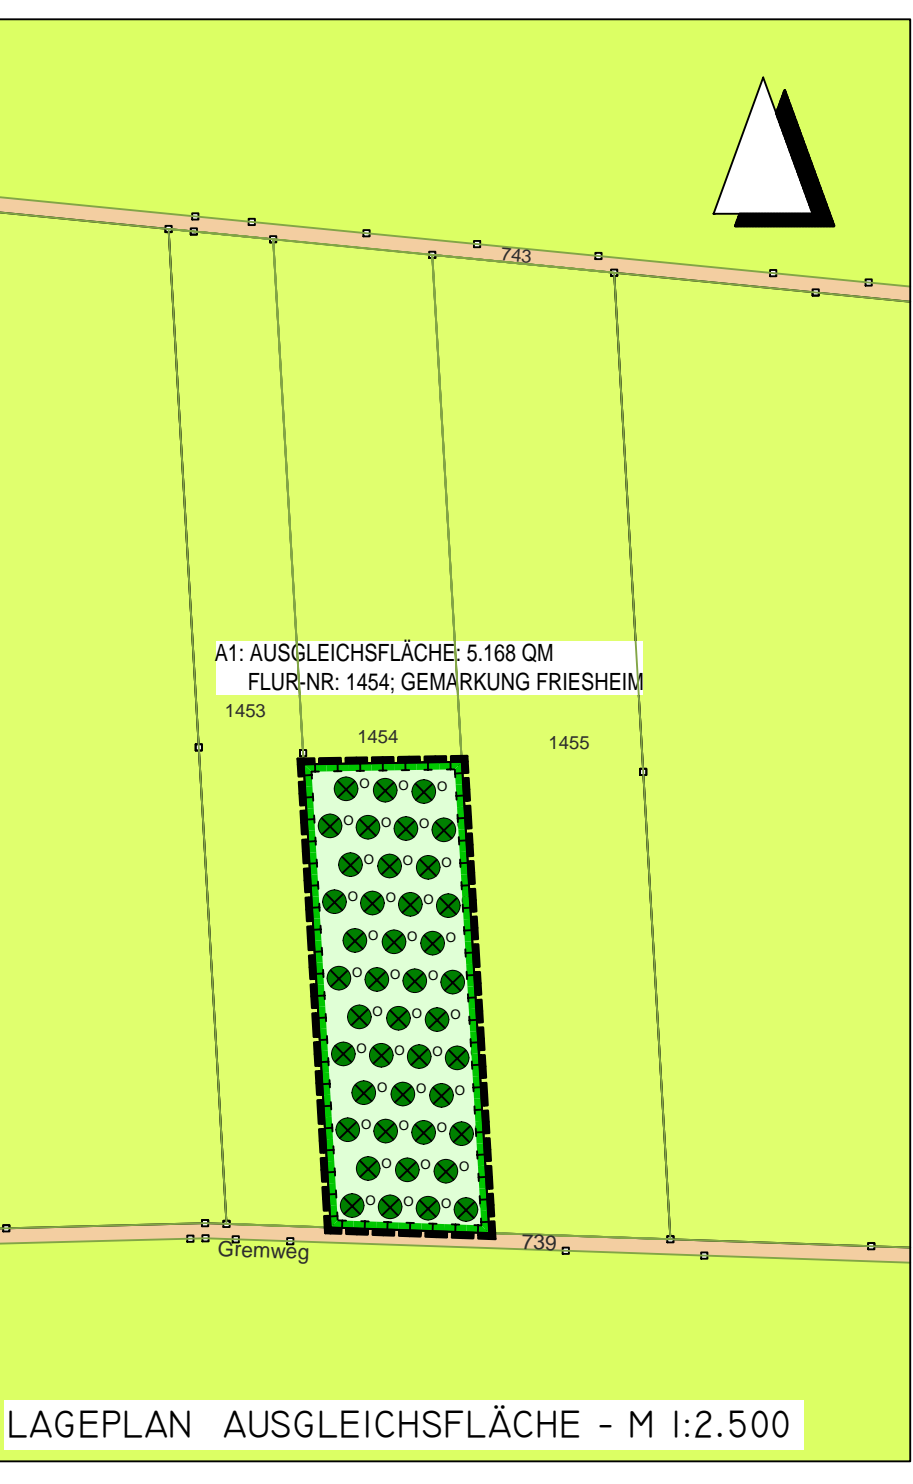 743
A1: AUSGLEICHSFLÄCHE: 5.168 QM
FLUR-NR: 1454; GEMARKUNG FRIESHEIM
1453
1454
1455
O O O
O O O
O O O
O O O
O O O
O O O
O O O
O O O
O O O
O O O
O O O
O O O
Gremweg
739
LAGEPLAN AUSGLEICHSFLÄCHE - M 1:2.500